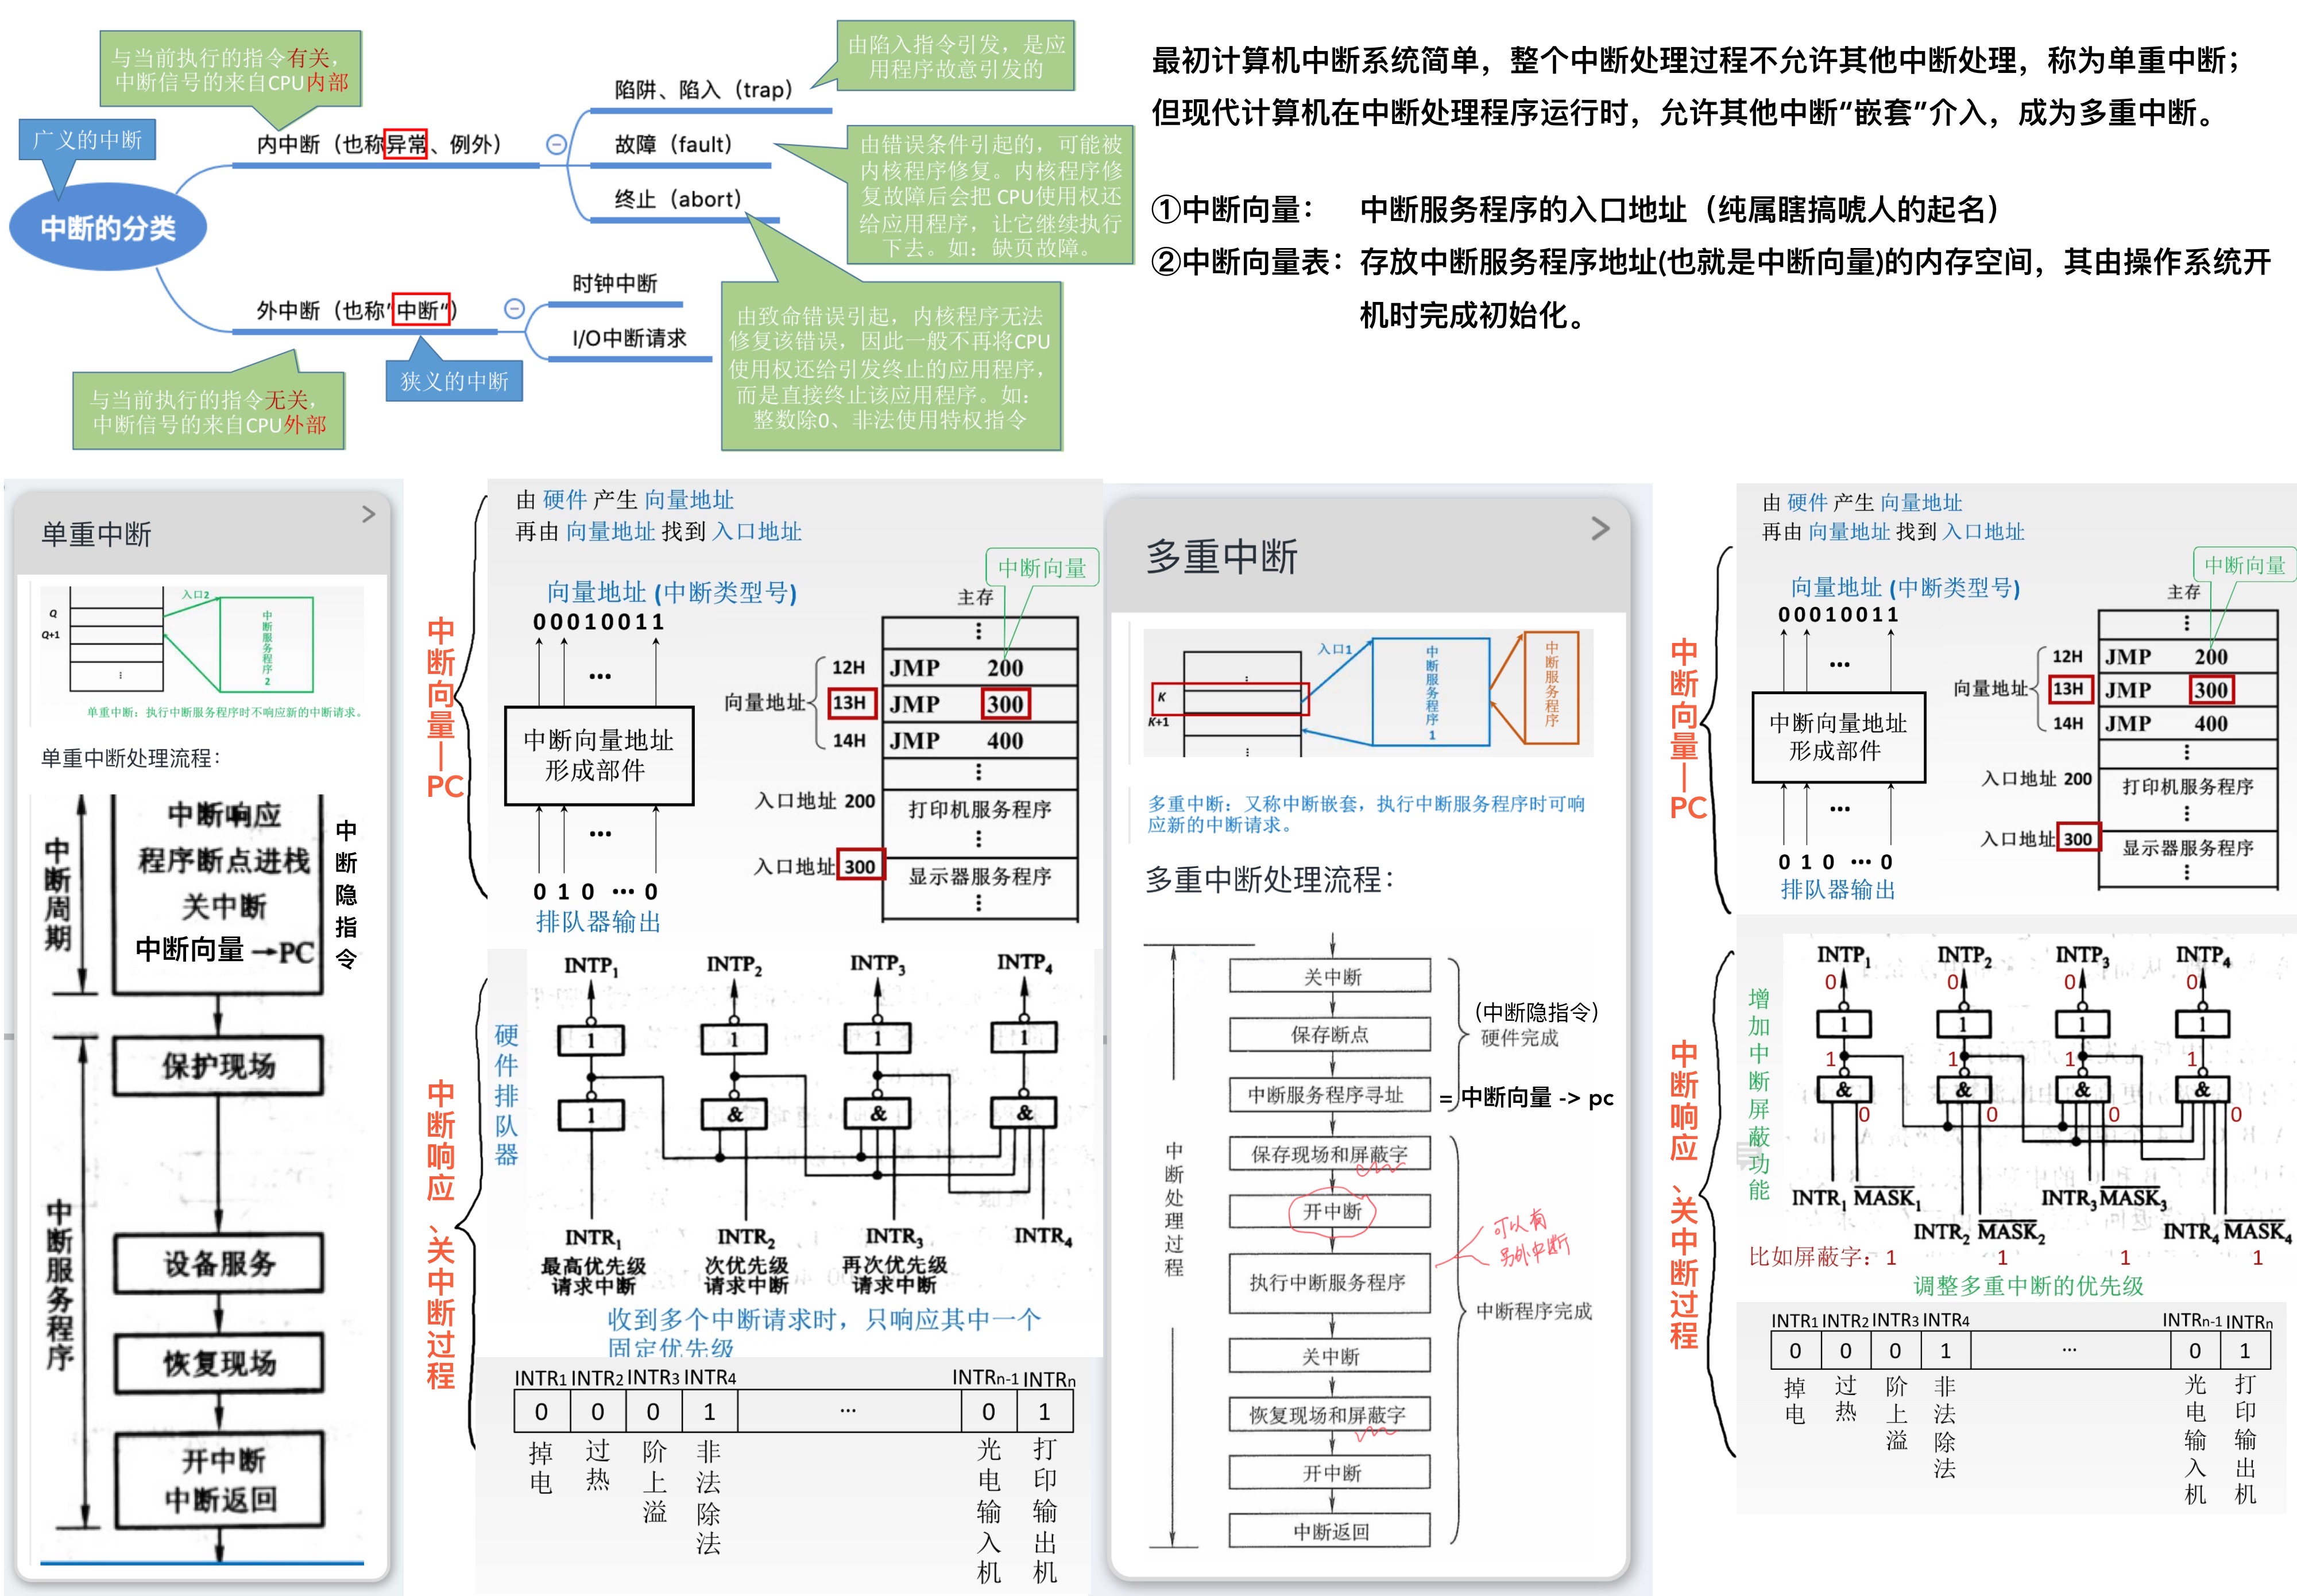 与当前执行的指令有关,
中断信号的来自CPU内部
广义的中断
中断的分类
内中断（也称异常、例外）
陷阱、陷入（trap）
故障（fault）
终止（abort）
外中断（也称“中断“）
时钟中断
I/O中断请求
狭义的中断
与当前执行的指令无关,
中断信号的来自CPU外部
由陷入指令引发，是应
用程序故意引发的
由错误条件引起的，可能被
内核程序修复。内核程序修
复故障后会把 CPU使用权还
给应用程序，让它继续执行
下去。如：缺页故障。
由致命错误引起，内核程序无法
修复该错误，因此一般不再将CPU
使用权还给引发终止的应用程序，
而是直接终止该应用程序。如：
整数除0、非法使用特权指令
最初计算机中断系统简单，整个中断处理过程不允许其他中断处理，称为单重中断；
但现代计算机在中断处理程序运行时，允许其他中断“嵌套”介入，成为多重中断。
①中断向量： 中断服务程序的入口地址（纯属瞎搞唬人的起名）
②中断向量表：存放中断服务程序地址(也就是中断向量)的内存空间，其由操作系统开
机时完成初始化。
单重中断
Q
Q+1
入口2
中断服务程序2
单重中断：执行中断服务程序时不响应新的中断请求。
单重中断处理流程：
中断周期
中断响应
程序断点进栈
关中断
中断向量→PC
中断隐指令
中断服务程序
保护现场
设备服务
恢复现场
开中断
中断返回
中断向量—PC
由 硬件 产生 向量地址
再由 向量地址 找到 入口地址
中断向量
向量地址 (中断类型号)
00010011
主存
12H JMP 200
向量地址 13H JMP 300
14H JMP 400
中断向量地址
形成部件
入口地址 200 打印机服务程序
入口地址 300 显示器服务程序
0 1 0 ··· 0
排队器输出
中断响应、关中断过程
硬件排队器
INTP1 INTP2 INTP3 INTP4
1 1 1 1
1 & & &
INTR1 INTR2 INTR3 INTR4
最高优先级 次优先级 再次优先级
请求中断 请求中断 请求中断
收到多个中断请求时，只响应其中一个
固定优先级
INTR1 INTR2 INTR3 INTR4 INTRn-1 INTRn
0 0 0 1 ··· 0 1
掉电
过热
阶上溢
非法除法
光电输入机
打印输出机
多重中断
K
K+1
入口1
中断服务程序1
中断服务程序
多重中断：又称中断嵌套，执行中断服务程序时可响
应新的中断请求。
多重中断处理流程：
中断处理过程
关中断
保存断点
中断服务程序寻址
(中断隐指令)
硬件完成
= 中断向量 -> pc
保存现场和屏蔽字
开中断
执行中断服务程序
可以有
另外中断
中断程序完成
关中断
恢复现场和屏蔽字
开中断
中断返回
中断向量—PC
由 硬件 产生 向量地址
再由 向量地址 找到 入口地址
中断向量
向量地址 (中断类型号)
00010011
主存
12H JMP 200
向量地址 13H JMP 300
14H JMP 400
中断向量地址
形成部件
入口地址 200 打印机服务程序
入口地址 300 显示器服务程序
0 1 0 ··· 0
排队器输出
中断响应、关中断过程
增加中断屏蔽功能
INTP1 INTP2 INTP3 INTP4
0 0 0 0
1 1 1 1
1 1 1 1
& & & &
0 0 0 0
INTR1 MASK1 INTR3 MASK3
INTR2 MASK2 INTR4 MASK4
比如屏蔽字：1 1 1 1
调整多重中断的优先级
INTR1 INTR2 INTR3 INTR4 INTRn-1 INTRn
0 0 0 1 ··· 0 1
掉电
过热
阶上溢
非法除法
光电输入机
打印输出机